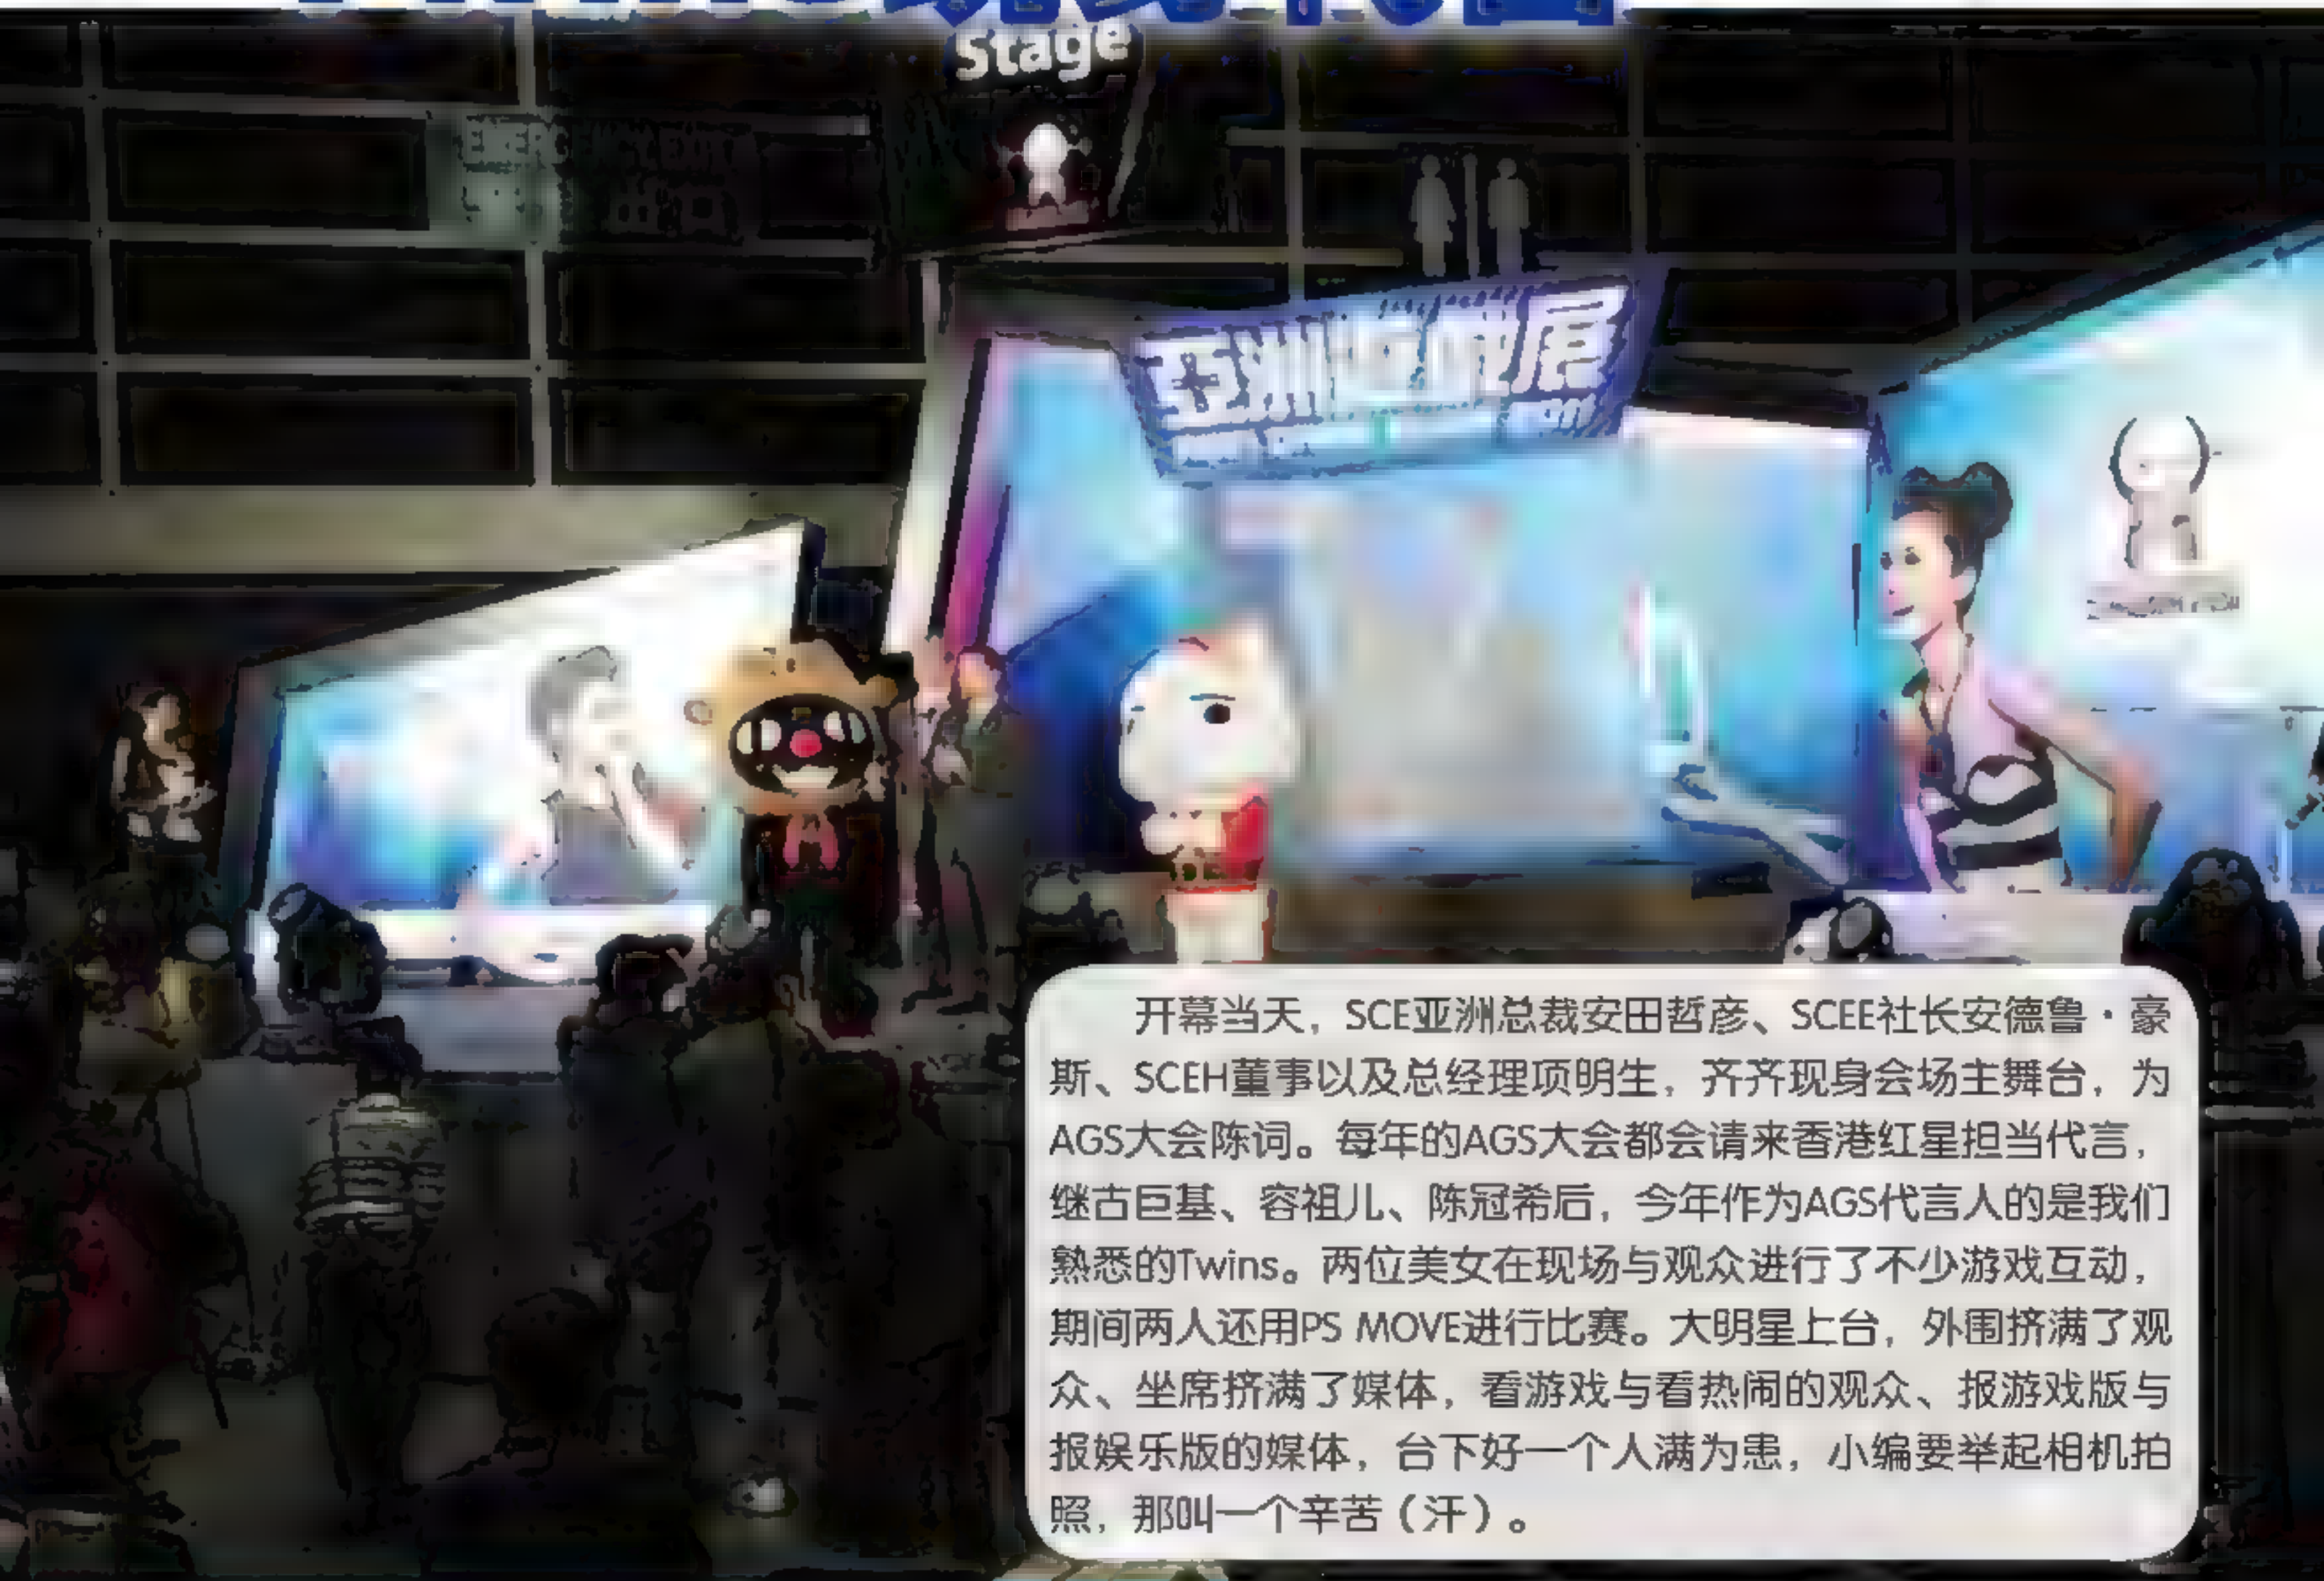 Stage
开幕当天，SCE亚洲总裁安田哲彦、SCEE社长安德鲁·豪
斯、SCEH董事以及总经理项明生，齐齐现身会场主舞台，为
AGS大会陈词。每年的AGS大会都会请来香港红星担当代言，
继古巨基、容祖儿、陈冠希后，今年作为AGS代言人的是我们
熟悉的Twins。两位美女在现场与观众进行了不少游戏互动，
期间两人还用PS MOVE进行比赛。大明星上台，外围挤满了观
众、坐席挤满了媒体，看游戏与看热闹的观众、报游戏版与
报娱乐版的媒体，台下好一个人满为患，小编要举起相机拍
照，那叫一个辛苦（汗）。